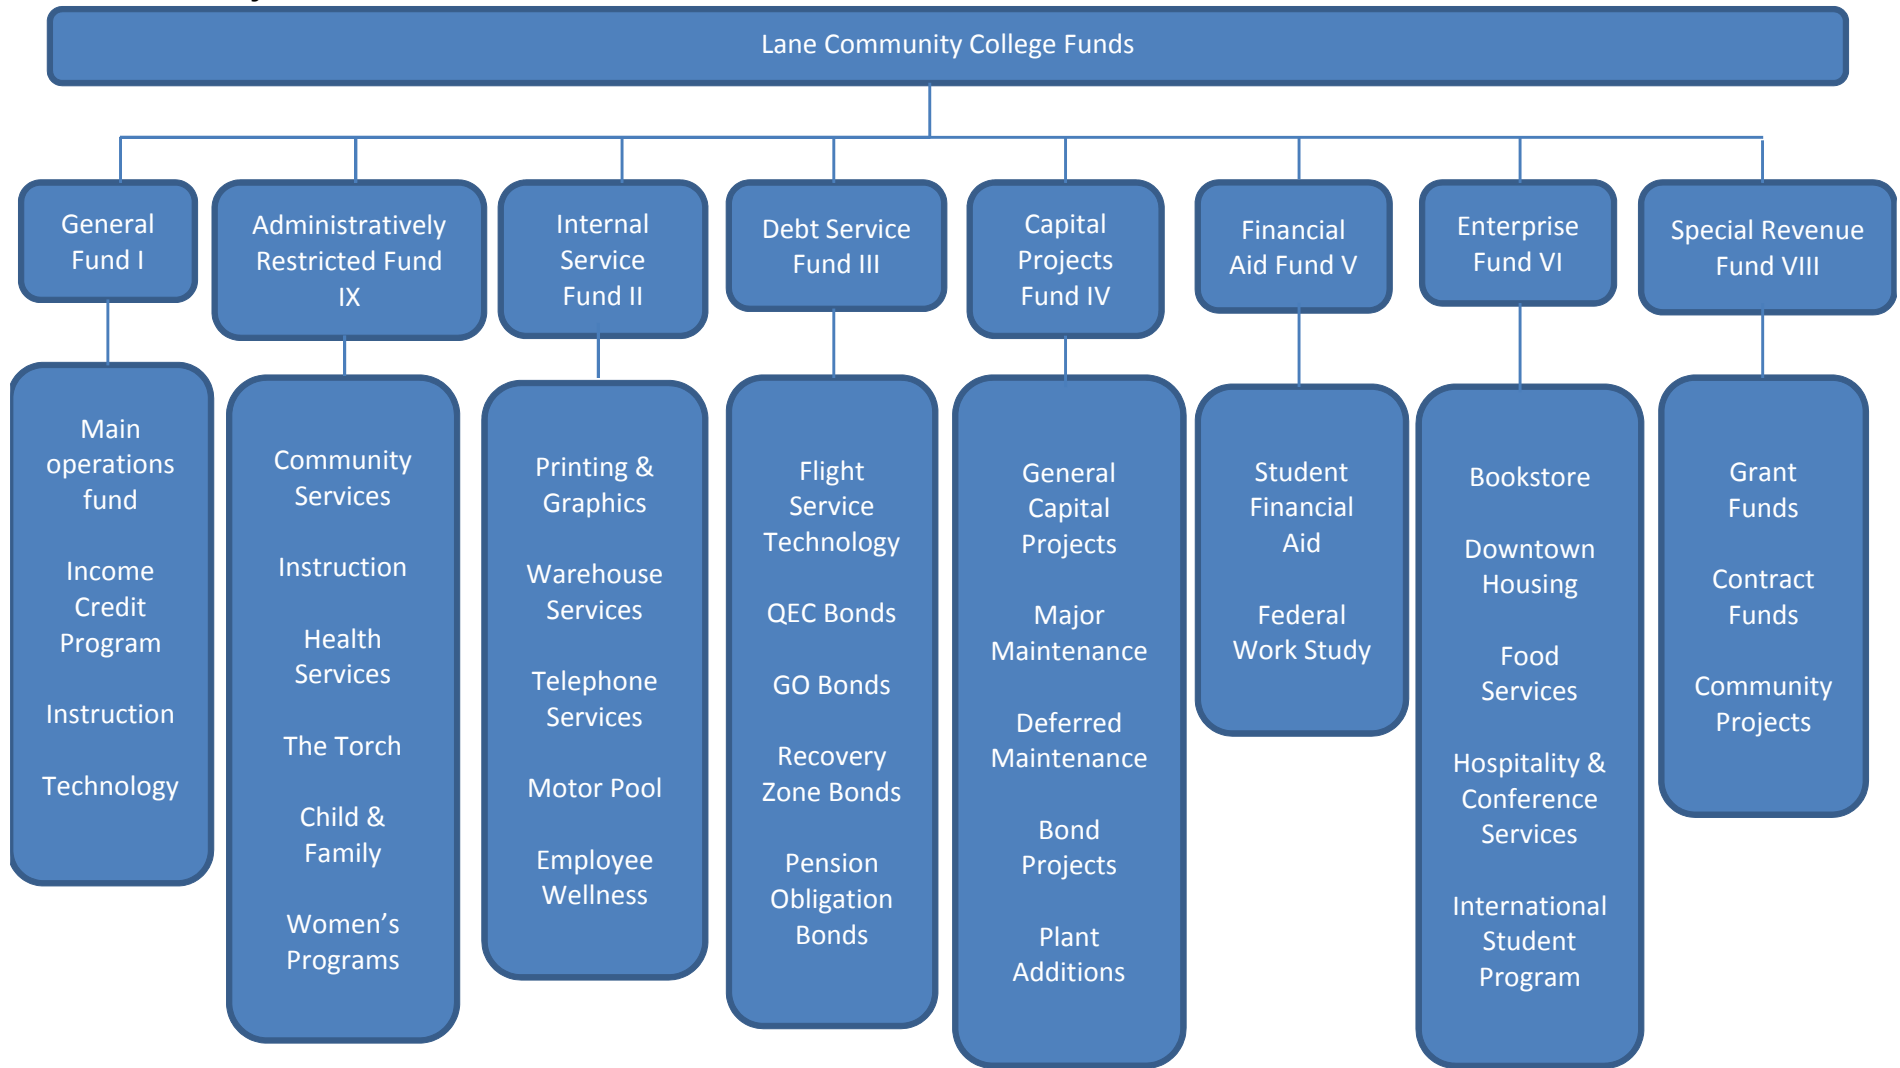 Lane Community College Funds
General
Fund I
Administratively
Restricted Fund
IX
Internal
Service
Fund II
Debt Service
Fund III
Capital
Projects
Fund IV
Financial
Aid Fund V
Enterprise
Fund VI
Special Revenue
Fund VIII
Main
operations
fund
Income
Credit
Program
Instruction
Technology
Community
Services
Instruction
Health
Services
The Torch
Child &
Family
Women’s
Programs
Printing &
Graphics
Warehouse
Services
Telephone
Services
Motor Pool
Employee
Wellness
Flight
Service
Technology
QEC Bonds
GO Bonds
Recovery
Zone Bonds
Pension
Obligation
Bonds
General
Capital
Projects
Major
Maintenance
Deferred
Maintenance
Bond
Projects
Plant
Additions
Student
Financial
Aid
Federal
Work Study
Bookstore
Downtown
Housing
Food
Services
Hospitality &
Conference
Services
International
Student
Program
Grant
Funds
Contract
Funds
Community
Projects